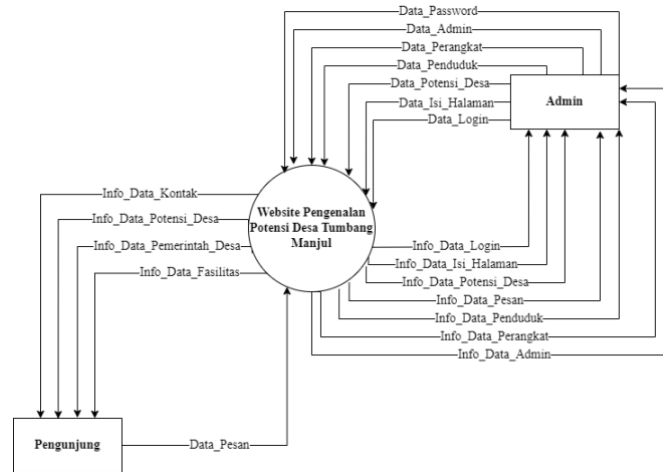 Data_Password
Data_Admin
Data_Perangkat
Data_Penduduk
Data_Potensi_Desa
Data_Isi_Halaman
Data_Login
Admin
Info_Data_Kontak
Info_Data_Potensi_Desa
Info_Data_Pemerintah_Desa
Info_Data_Fasilitas
Website Pengenalan
Potensi Desa Tumbang
Manjul
Info_Data_Login
Info_Data_Isi_Halaman
Info_Data_Potensi_Desa
Info_Data_Pesan
Info_Data_Penduduk
Info_Data_Perangkat
Info_Data_Admin
Pengunjung
Data_Pesan